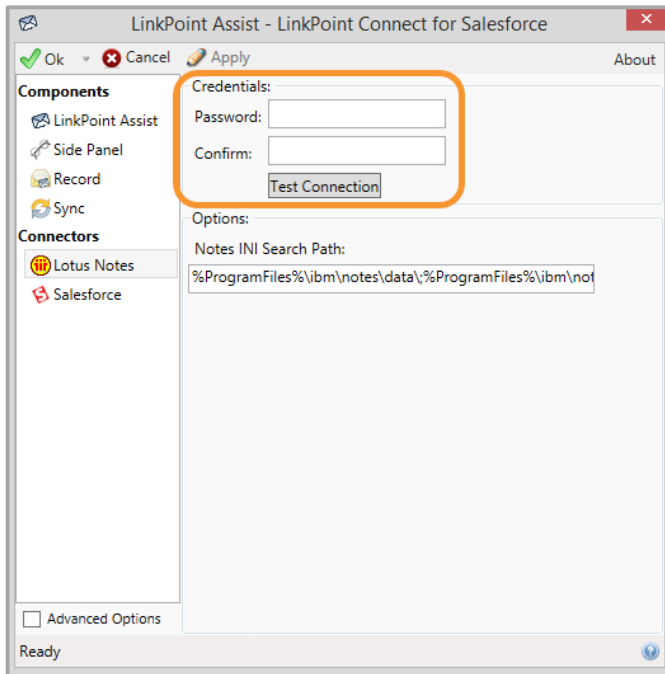 LinkPoint Assist - LinkPoint Connect for Salesforce
Ok Cancel Apply About
Components
LinkPoint Assist
Side Panel
Record
Sync
Connectors
Lotus Notes
Salesforce
Advanced Options
Credentials:
Password:
Confirm:
Test Connection
Options:
Notes INI Search Path:
%ProgramFiles%\ibm\notes\data\;%ProgramFiles%\ibm\not
Ready